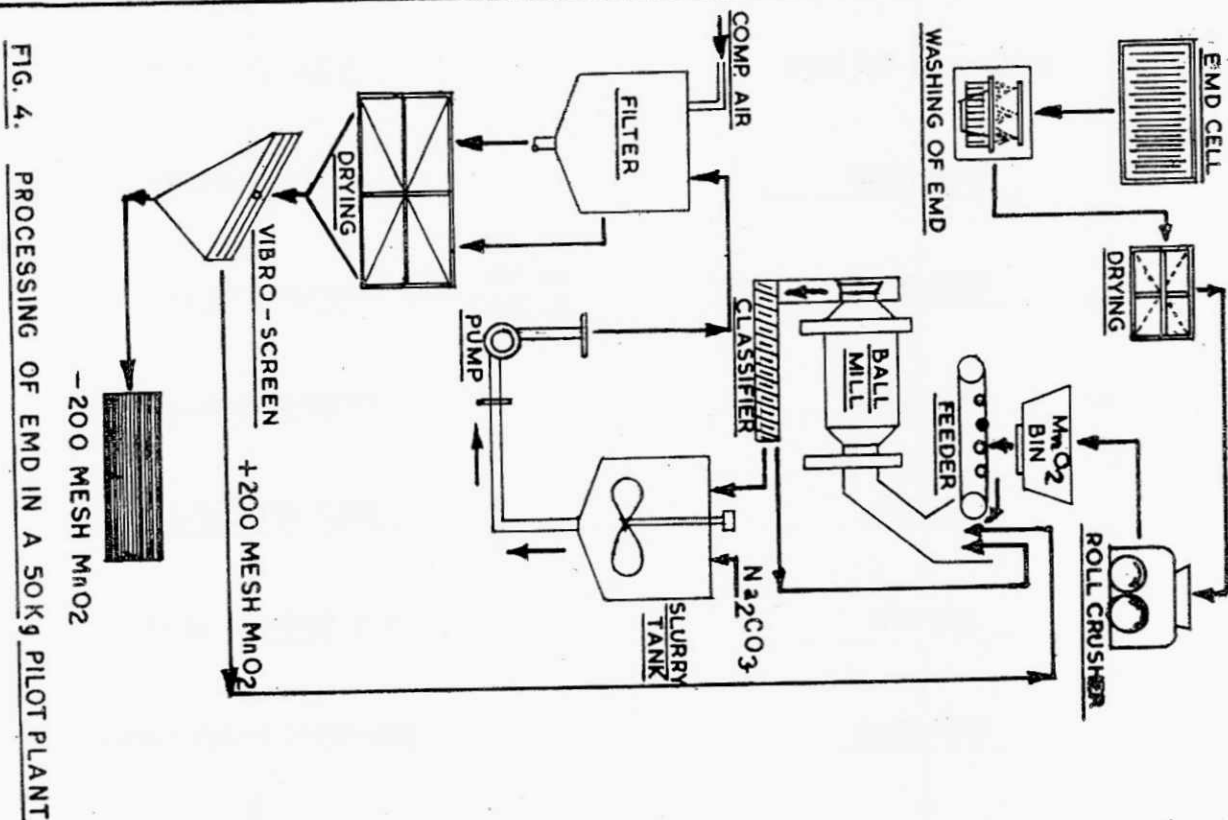 EMD CELL
WASHING OF EMD
DRYING
ROLL CRUSHER
MnO2
BIN
FEEDER
BALL
MILL
CLASSIFIER
Na2CO3
SLURRY
TANK
PUMP
COMP. AIR
FILTER
DRYING
VIBRO-SCREEN
+200 MESH MnO2
-200 MESH MnO2
FIG. 4. PROCESSING OF EMD IN A 50Kg PILOT PLANT